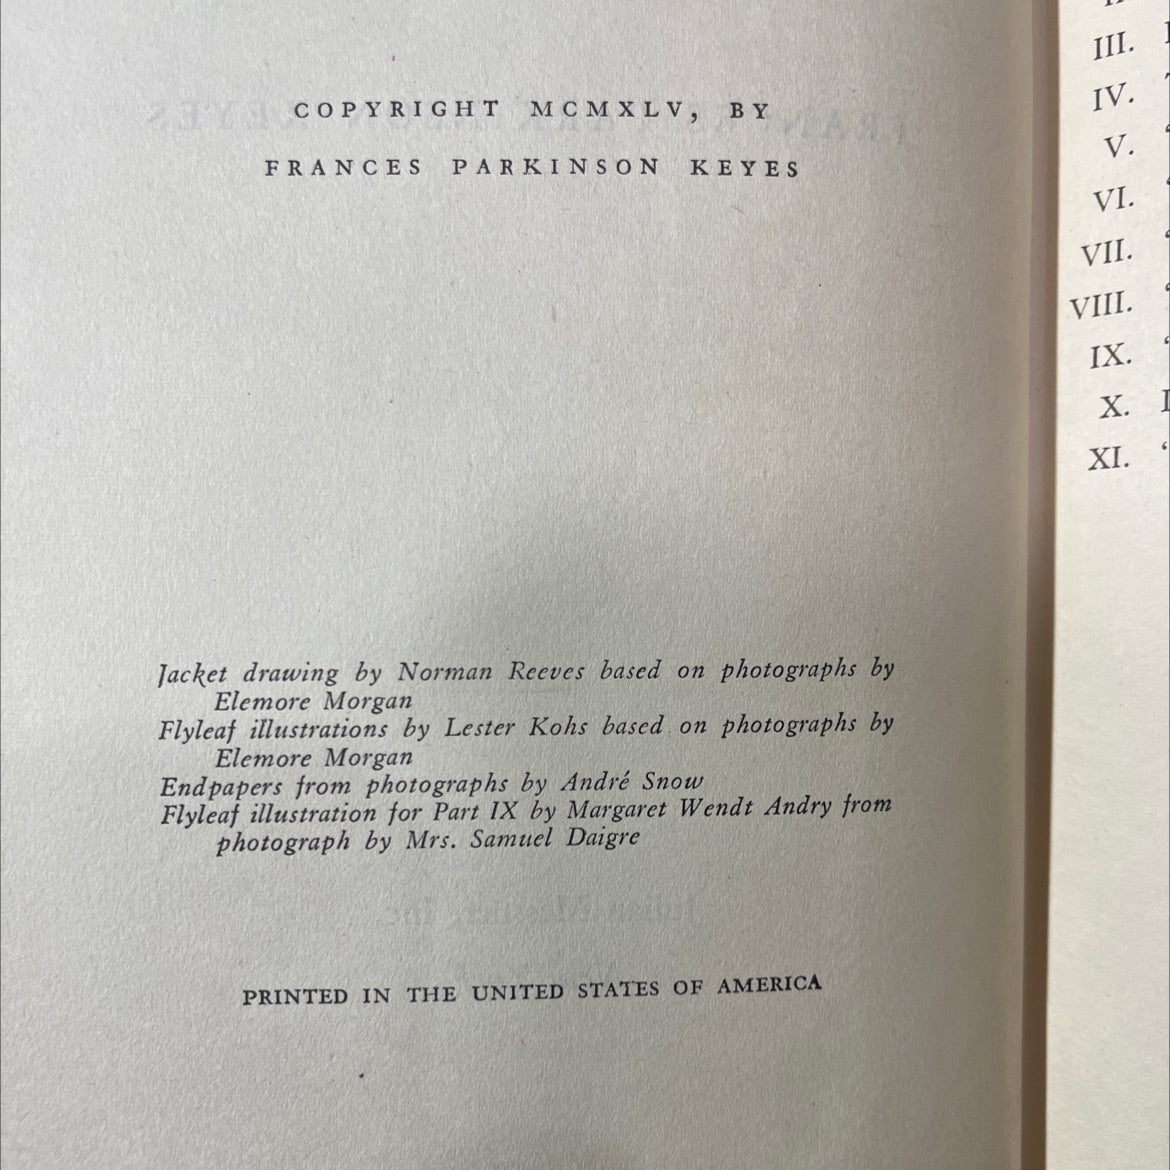 COPYRIGHT MCMXLV, BY
FRANCES PARKINSON KEYES
Jacket drawing by Norman Reeves based on photographs by
Elemore Morgan
Flyleaf illustrations by Lester Kohs based on photographs by
Elemore Morgan
Endpapers from photographs by André Snow
Flyleaf illustration for Part IX by Margaret Wendt Andry from
photograph by Mrs. Samuel Daigre
PRINTED IN THE UNITED STATES OF AMERICA
III.
IV.
V.
VI.
VII.
VIII.
IX.
X.
XI.